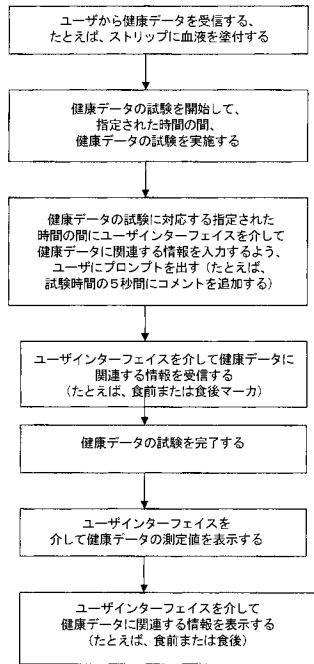 ユーザから健康データを受信する、
たとえば、ストリップに血液を塗付する
健康データの試験を開始して、
指定された時間の間、
健康データの試験を実施する
健康データの試験に対応する指定された
時間の間にユーザインターフェイスを介して
健康データに関連する情報を入力するよう、
ユーザにプロンプトを出す（たとえば、
試験時間の５秒間にコメントを追加する）
ユーザインターフェイスを介して健康データに
関連する情報を受信する
（たとえば、食前または食後マーカ）
健康データの試験を完了する
ユーザインターフェイスを
介して健康データの測定値を表示する
ユーザインターフェイスを介して
健康データに関連する情報を表示する
（たとえば、食前または食後）